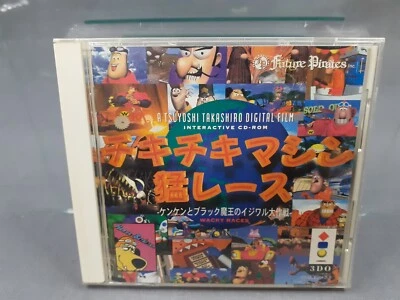 Future Pirates
A TSUYOSHI TAKASHIRO DIGITAL FILM
INTERACTIVE CD-ROM
チキチキマシン
猛レース
-ケンケンとブラック魔王のイジワル大作戦-
WACKY RACES
3DO